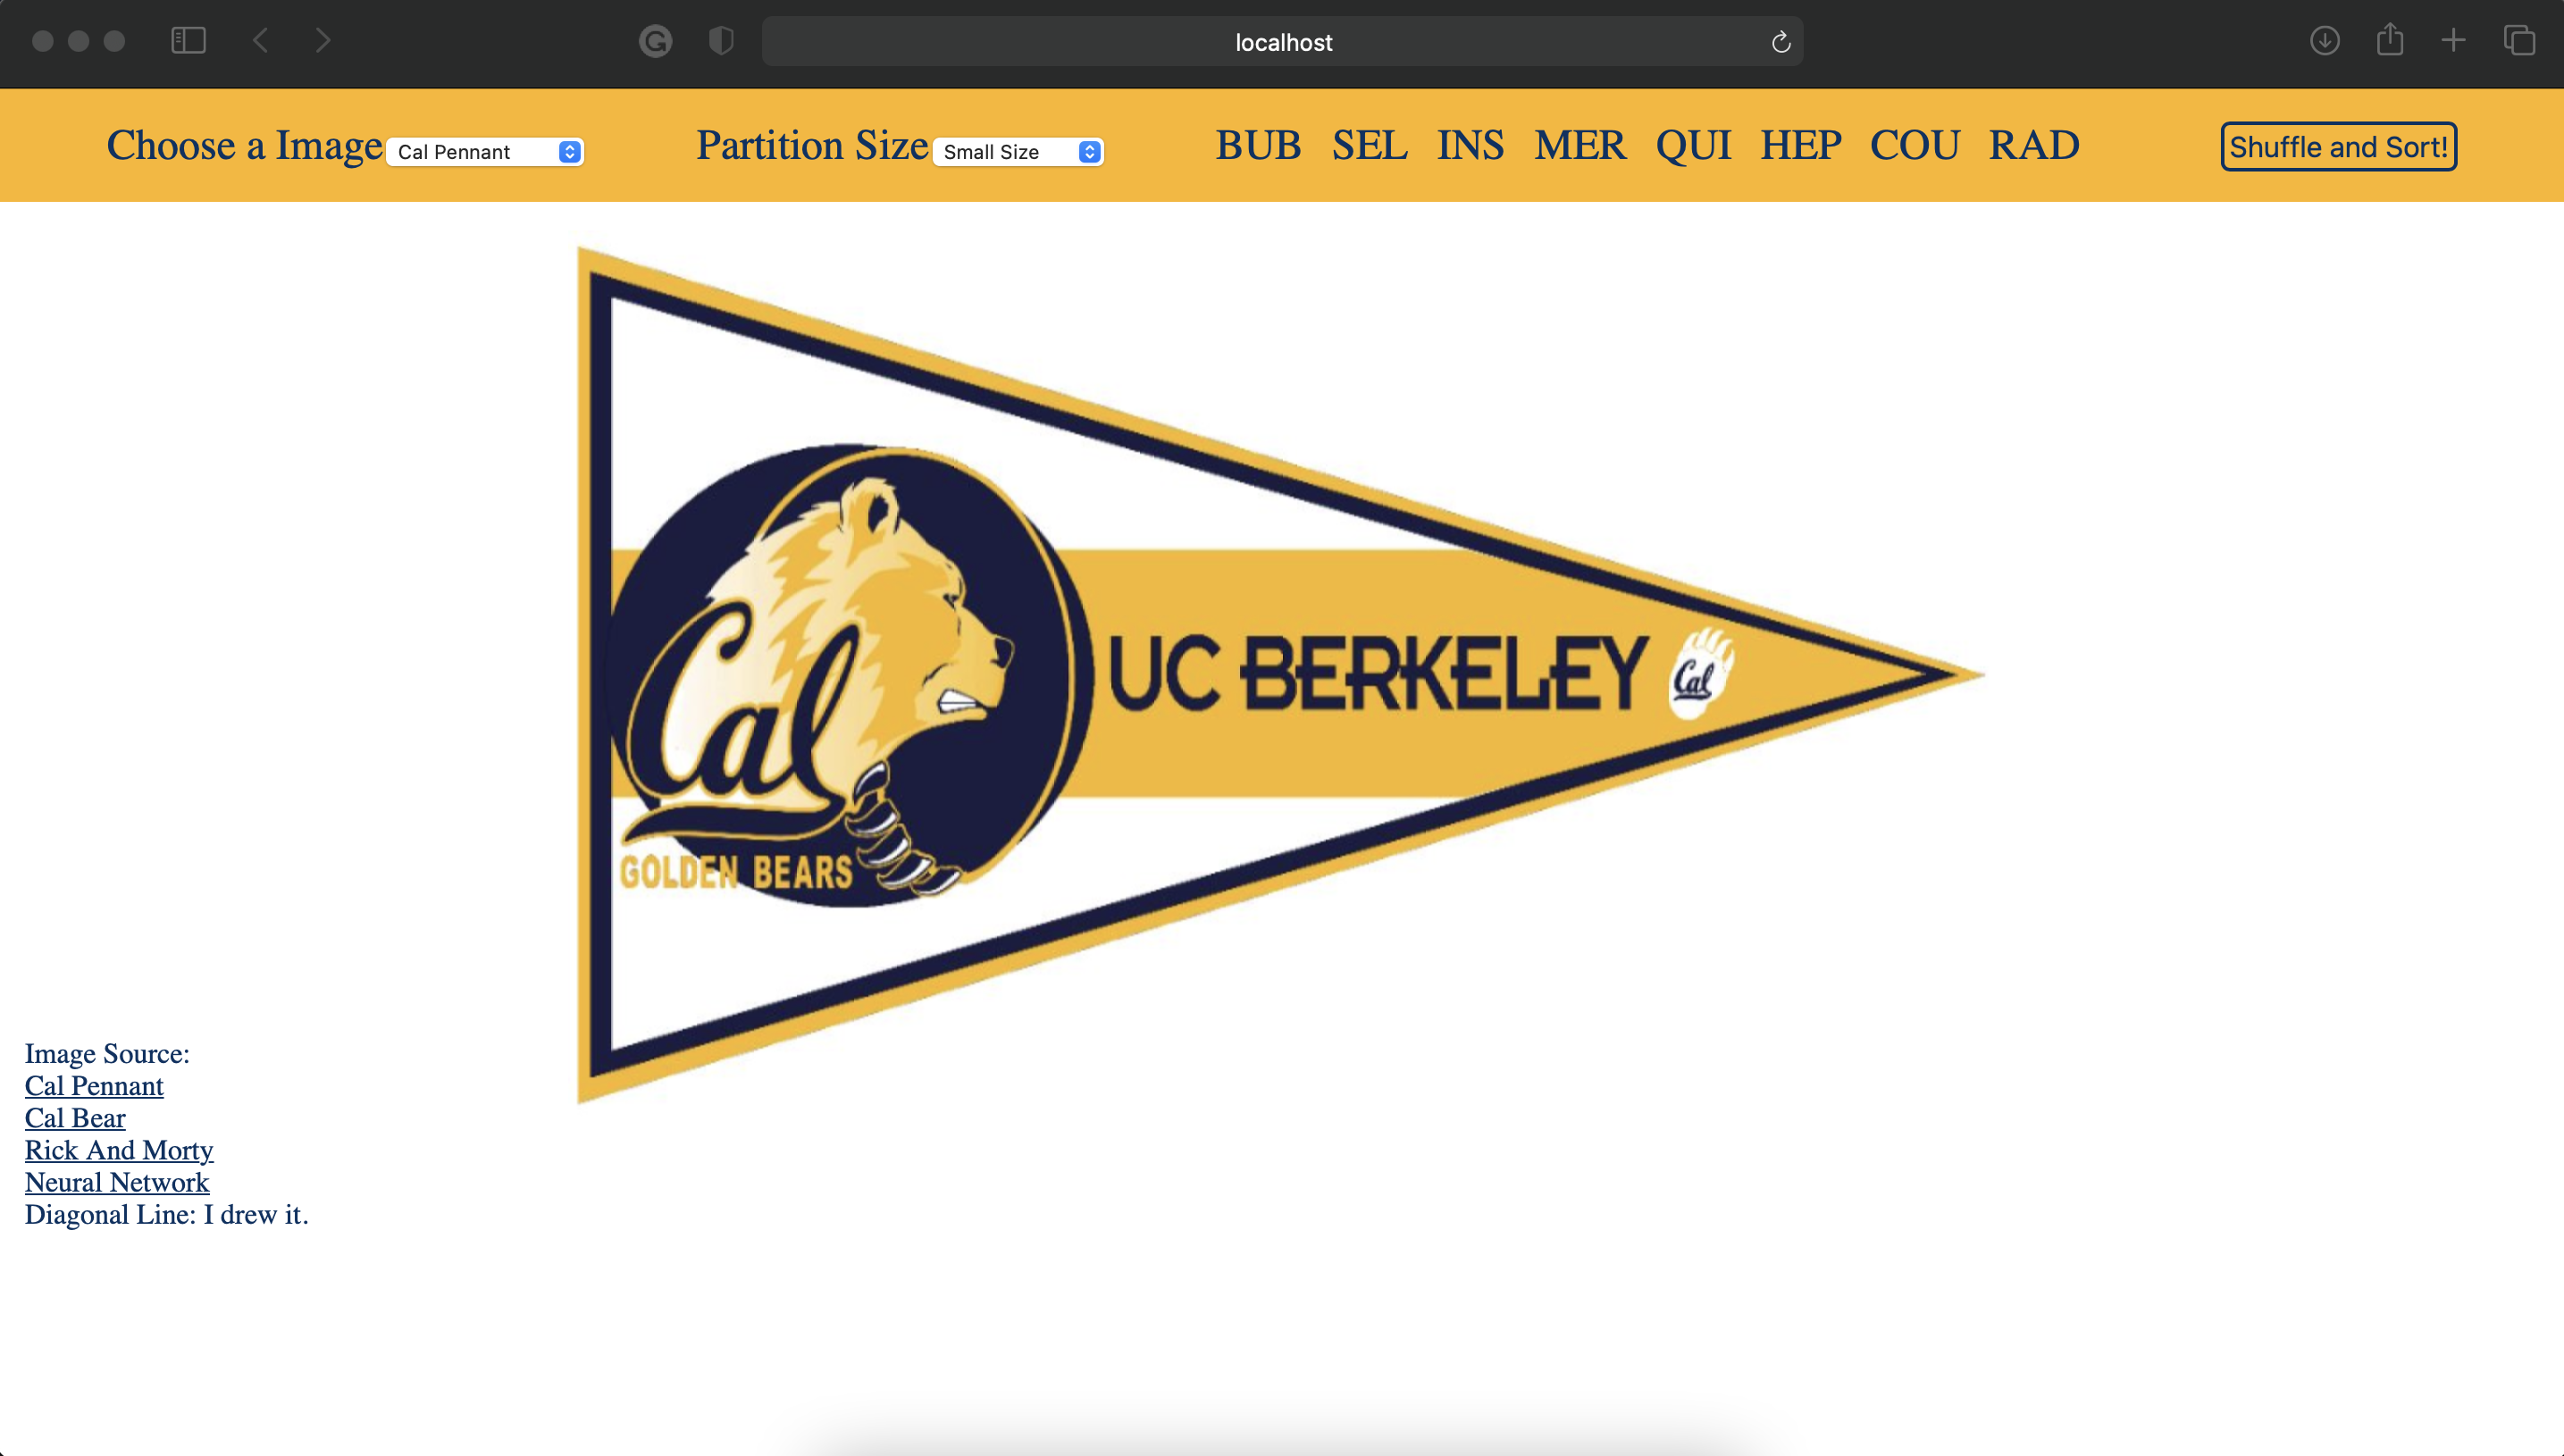 localhost
Choose a Image Cal Pennant Partition Size Small Size BUB SEL INS MER QUI HEP COU RAD Shuffle and Sort!
Cal
UC BERKELEY Cal
GOLDEN BEARS
Image Source:
Cal Pennant
Cal Bear
Rick And Morty
Neural Network
Diagonal Line: I drew it.